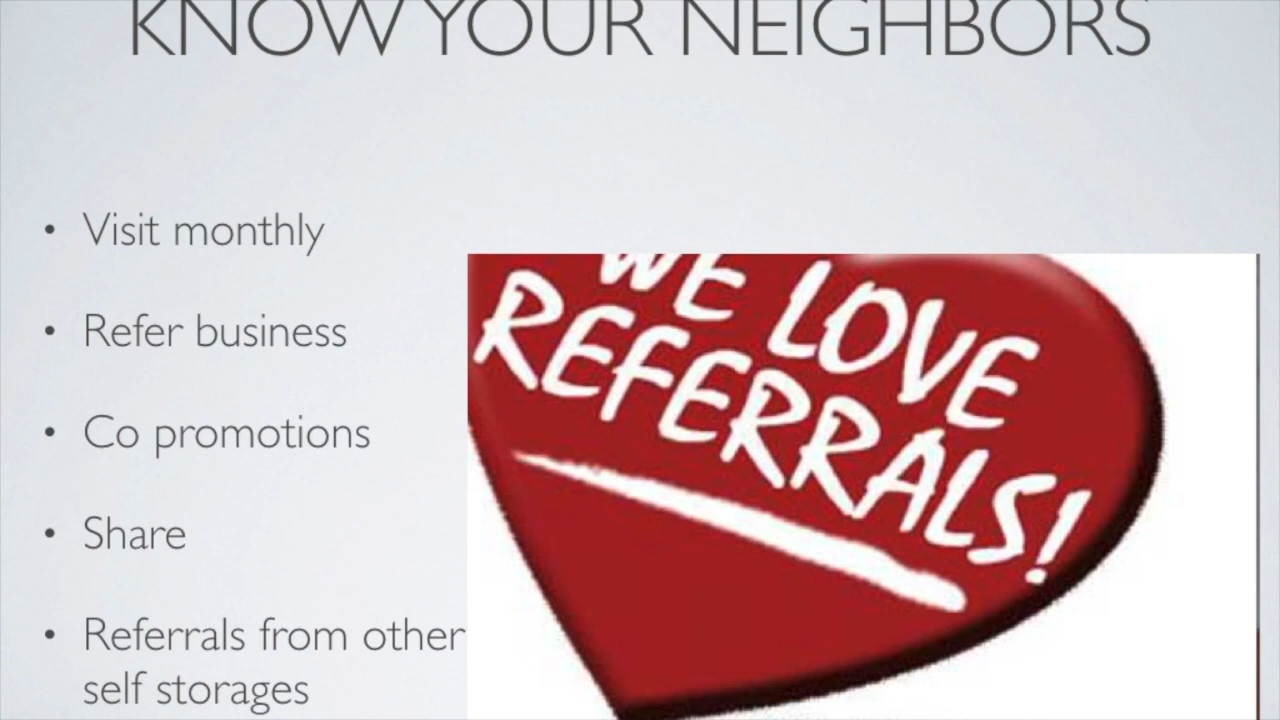 KNOW YOUR NEIGHBORS
• Visit monthly
• Refer business
• Co promotions
• Share
• Referrals from other
self storages
WE LOVE
REFERRALS!